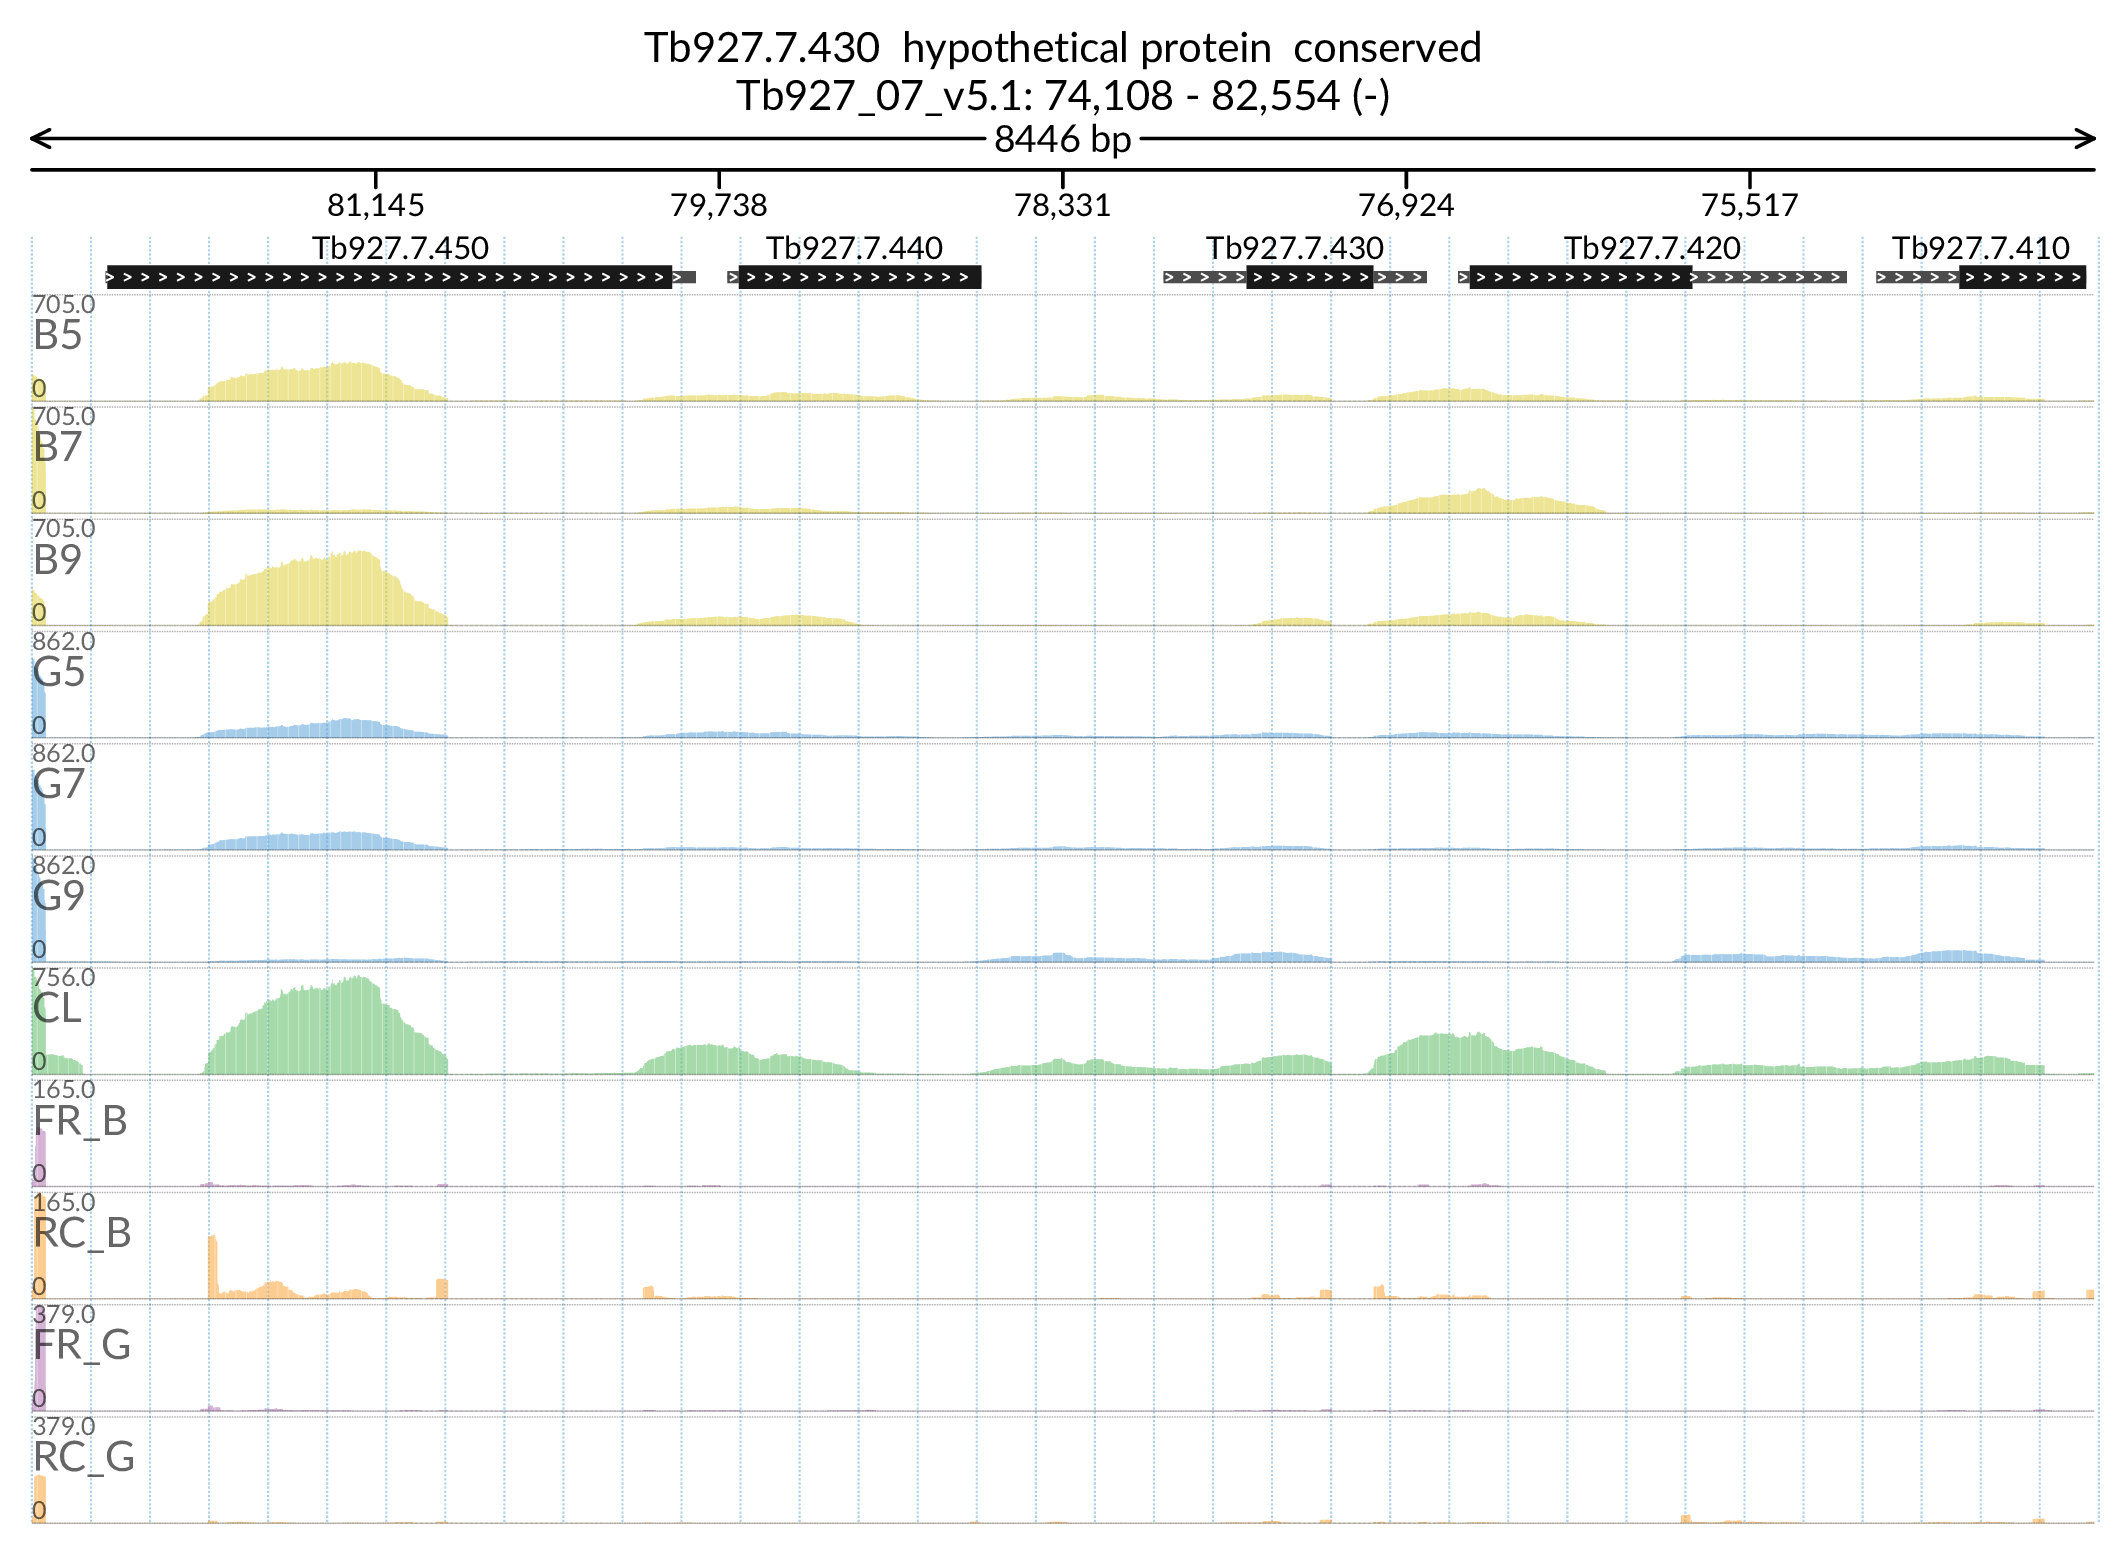 Tb927.7.430 hypothetical protein conserved
Tb927_07_v5.1: 74,108 - 82,554 (-)
8446 bp
81,145 79,738 78,331 76,924 75,517
Tb927.7.450 Tb927.7.440 Tb927.7.430 Tb927.7.420 Tb927.7.410
705.0
B5
0
705.0
B7
0
705.0
B9
0
862.0
G5
0
862.0
G7
0
862.0
G9
0
756.0
CL
0
165.0
FR_B
0
165.0
RC_B
0
379.0
FR_G
0
379.0
RC_G
0